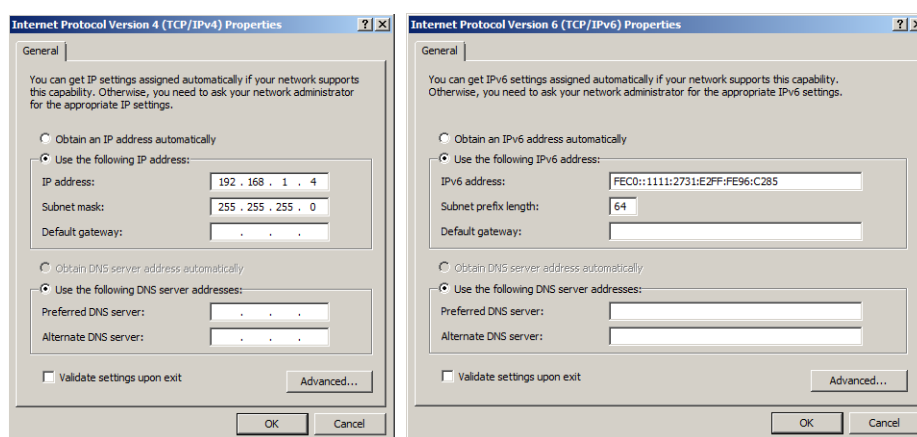 Internet Protocol Version 4 (TCP/IPv4) Properties
General
You can get IP settings assigned automatically if your network supports
this capability. Otherwise, you need to ask your network administrator
for the appropriate IP settings.
Obtain an IP address automatically
Use the following IP address:
IP address: 192 . 168 . 1 . 4
Subnet mask: 255 . 255 . 255 . 0
Default gateway: . . .
Obtain DNS server address automatically
Use the following DNS server addresses:
Preferred DNS server: . . .
Alternate DNS server: . . .
Validate settings upon exit
Advanced...
OK Cancel
Internet Protocol Version 6 (TCP/IPv6) Properties
General
You can get IPv6 settings assigned automatically if your network supports this capability.
Otherwise, you need to ask your network administrator for the appropriate IPv6 settings.
Obtain an IPv6 address automatically
Use the following IPv6 address:
IPv6 address: FEC0::1111:2731:E2FF:FE96:C285
Subnet prefix length: 64
Default gateway:
Obtain DNS server address automatically
Use the following DNS server addresses:
Preferred DNS server:
Alternate DNS server:
Validate settings upon exit
Advanced...
OK Cancel